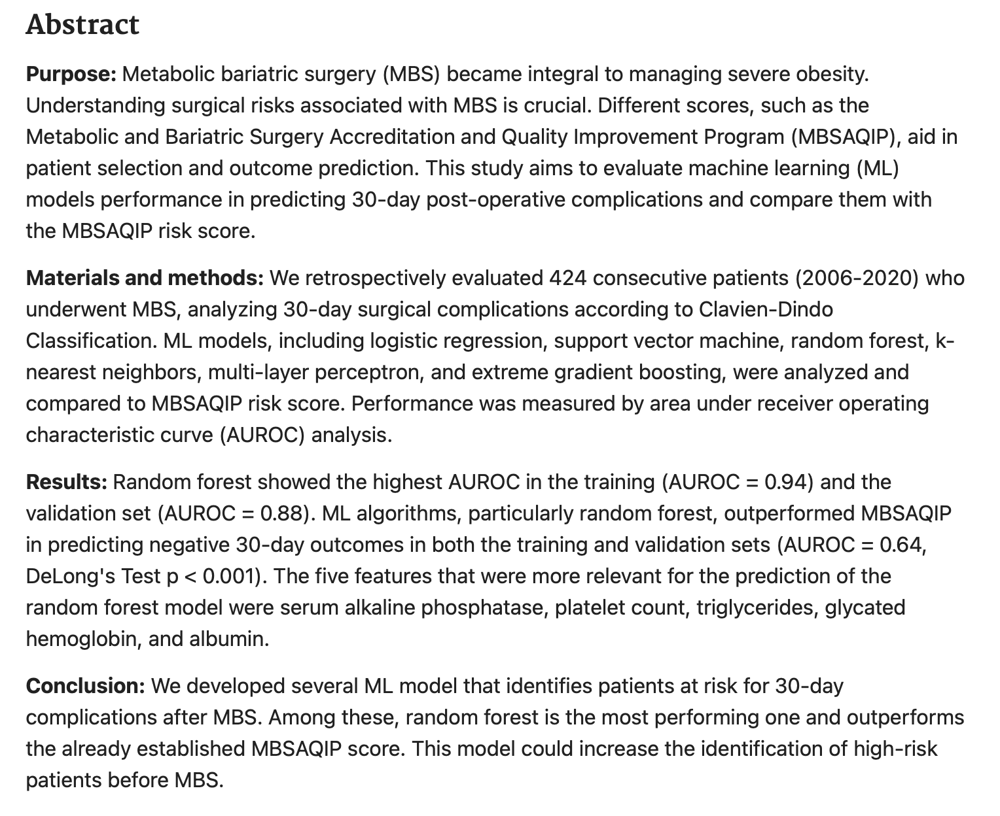 Abstract
Purpose: Metabolic bariatric surgery (MBS) became integral to managing severe obesity.
Understanding surgical risks associated with MBS is crucial. Different scores, such as the
Metabolic and Bariatric Surgery Accreditation and Quality Improvement Program (MBSAQIP), aid in
patient selection and outcome prediction. This study aims to evaluate machine learning (ML)
models performance in predicting 30-day post-operative complications and compare them with
the MBSAQIP risk score.
Materials and methods: We retrospectively evaluated 424 consecutive patients (2006-2020) who
underwent MBS, analyzing 30-day surgical complications according to Clavien-Dindo
Classification. ML models, including logistic regression, support vector machine, random forest, k-
nearest neighbors, multi-layer perceptron, and extreme gradient boosting, were analyzed and
compared to MBSAQIP risk score. Performance was measured by area under receiver operating
characteristic curve (AUROC) analysis.
Results: Random forest showed the highest AUROC in the training (AUROC = 0.94) and the
validation set (AUROC = 0.88). ML algorithms, particularly random forest, outperformed MBSAQIP
in predicting negative 30-day outcomes in both the training and validation sets (AUROC = 0.64,
DeLong's Test p < 0.001). The five features that were more relevant for the prediction of the
random forest model were serum alkaline phosphatase, platelet count, triglycerides, glycated
hemoglobin, and albumin.
Conclusion: We developed several ML model that identifies patients at risk for 30-day
complications after MBS. Among these, random forest is the most performing one and outperforms
the already established MBSAQIP score. This model could increase the identification of high-risk
patients before MBS.